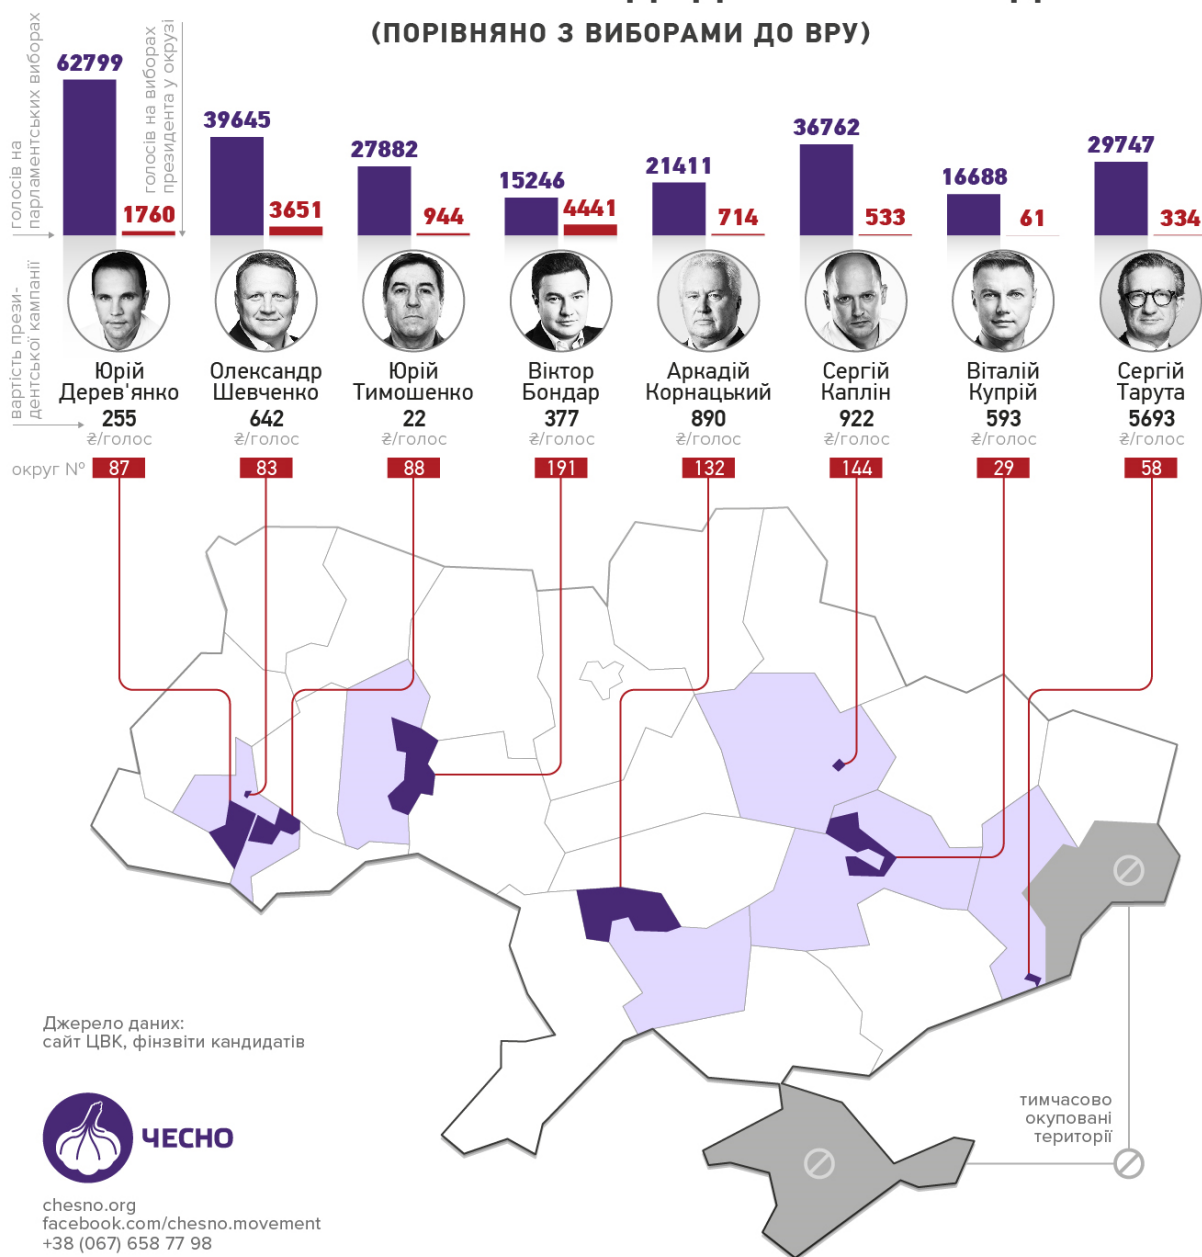 (ПОРІВНЯНО З ВИБОРАМИ ДО ВРУ)
голосів на
парламентських виборах
голосів на виборах
президента у окрузі
62799
1760
39645
3651
27882
944
15246
4441
21411
714
36762
533
16688
61
29747
334
вартість прези-
дентської кампанії
Юрій
Дерев'янко
255
₴/голос
Олександр
Шевченко
642
₴/голос
Юрій
Тимошенко
22
₴/голос
Віктор
Бондар
377
₴/голос
Аркадій
Корнацький
890
₴/голос
Сергій
Каплін
922
₴/голос
Віталій
Купрій
593
₴/голос
Сергій
Тарута
5693
₴/голос
округ №
87
83
88
191
132
144
29
58
Джерело даних:
сайт ЦВК, фінзвіти кандидатів
тимчасово
окуповані
території
ЧЕСНО
chesno.org
facebook.com/chesno.movement
+38 (067) 658 77 98